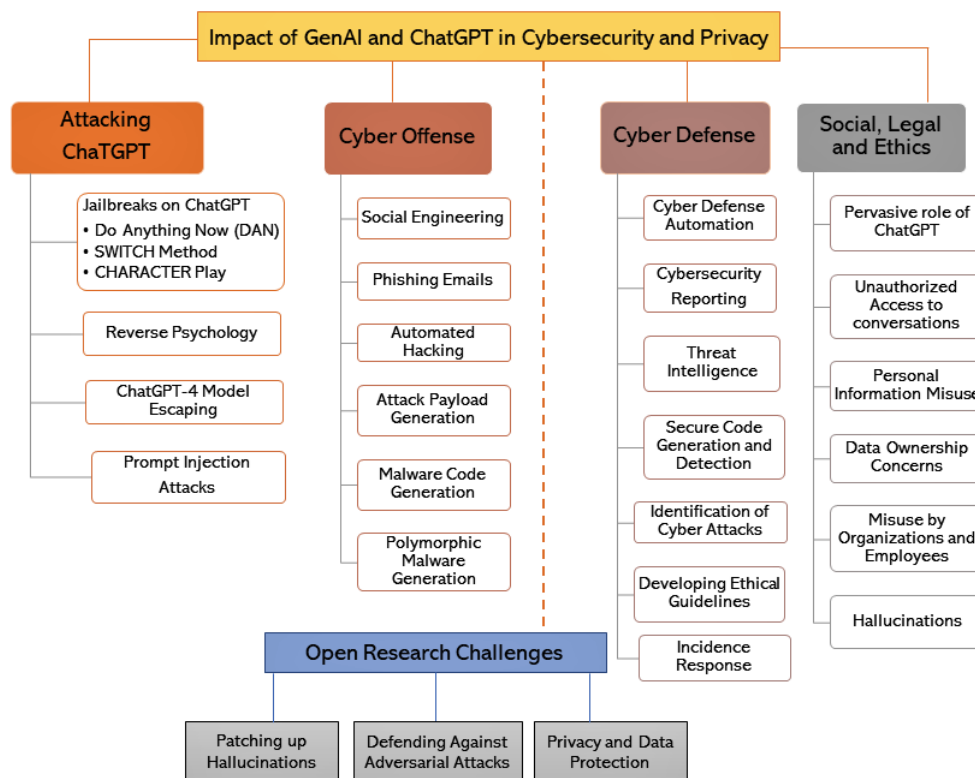 Impact of GenAI and ChatGPT in Cybersecurity and Privacy
Attacking
ChaTGPT
Jailbreaks on ChatGPT
• Do Anything Now (DAN)
• SWITCH Method
• CHARACTER Play
Reverse Psychology
ChatGPT-4 Model
Escaping
Prompt Injection
Attacks
Cyber Offense
Social Engineering
Phishing Emails
Automated
Hacking
Attack Payload
Generation
Malware Code
Generation
Polymorphic
Malware
Generation
Cyber Defense
Cyber Defense
Automation
Cybersecurity
Reporting
Threat
Intelligence
Secure Code
Generation and
Detection
Identification of
Cyber Attacks
Developing Ethical
Guidelines
Incidence
Response
Social, Legal
and Ethics
Pervasive role of
ChatGPT
Unauthorized
Access to
conversations
Personal
Information Misuse
Data Ownership
Concerns
Misuse by
Organizations and
Employees
Hallucinations
Open Research Challenges
Patching up
Hallucinations
Defending Against
Adversarial Attacks
Privacy and Data
Protection